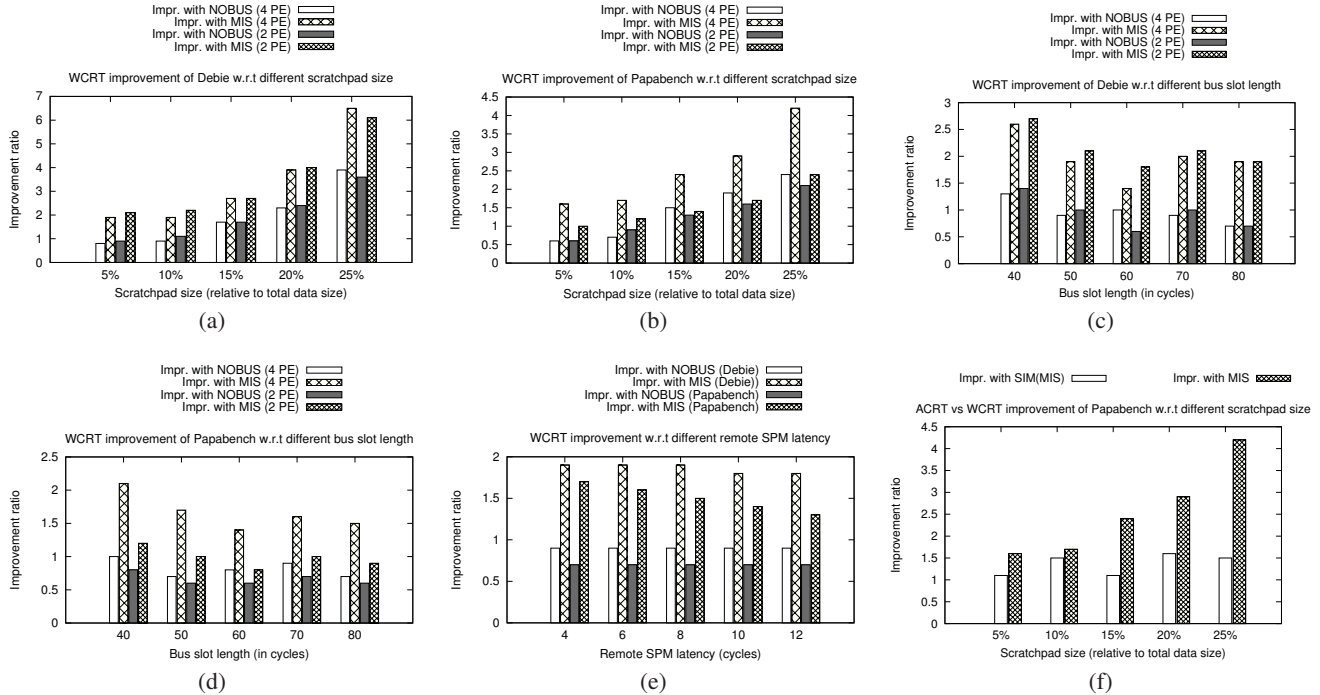 Impr. with NOBUS (4 PE)
Impr. with MIS (4 PE)
Impr. with NOBUS (2 PE)
Impr. with MIS (2 PE)
WCRT improvement of Debie w.r.t different scratchpad size
Improvement ratio
7
6
5
4
3
2
1
0
5% 10% 15% 20% 25%
Scratchpad size (relative to total data size)
(a)
Impr. with NOBUS (4 PE)
Impr. with MIS (4 PE)
Impr. with NOBUS (2 PE)
Impr. with MIS (2 PE)
WCRT improvement of Papabench w.r.t different scratchpad size
Improvement ratio
4.5
4
3.5
3
2.5
2
1.5
1
0.5
0
5% 10% 15% 20% 25%
Scratchpad size (relative to total data size)
(b)
Impr. with NOBUS (4 PE)
Impr. with MIS (4 PE)
Impr. with NOBUS (2 PE)
Impr. with MIS (2 PE)
WCRT improvement of Debie w.r.t different bus slot length
Improvement ratio
3
2.5
2
1.5
1
0.5
0
40 50 60 70 80
Bus slot length (in cycles)
(c)
Impr. with NOBUS (4 PE)
Impr. with MIS (4 PE)
Impr. with NOBUS (2 PE)
Impr. with MIS (2 PE)
WCRT improvement of Papabench w.r.t different bus slot length
Improvement ratio
2.5
2
1.5
1
0.5
0
40 50 60 70 80
Bus slot length (in cycles)
(d)
Impr. with NOBUS (Debie)
Impr. with MIS (Debie))
Impr. with NOBUS (Papabench)
Impr. with MIS (Papabench)
WCRT improvement w.r.t different remote SPM latency
Improvement ratio
2
1.5
1
0.5
0
4 6 8 10 12
Remote SPM latency (cycles)
(e)
Impr. with SIM(MIS) Impr. with MIS
ACRT vs WCRT improvement of Papabench w.r.t different scratchpad size
Improvement ratio
4.5
4
3.5
3
2.5
2
1.5
1
0.5
0
5% 10% 15% 20% 25%
Scratchpad size (relative to total data size)
(f)